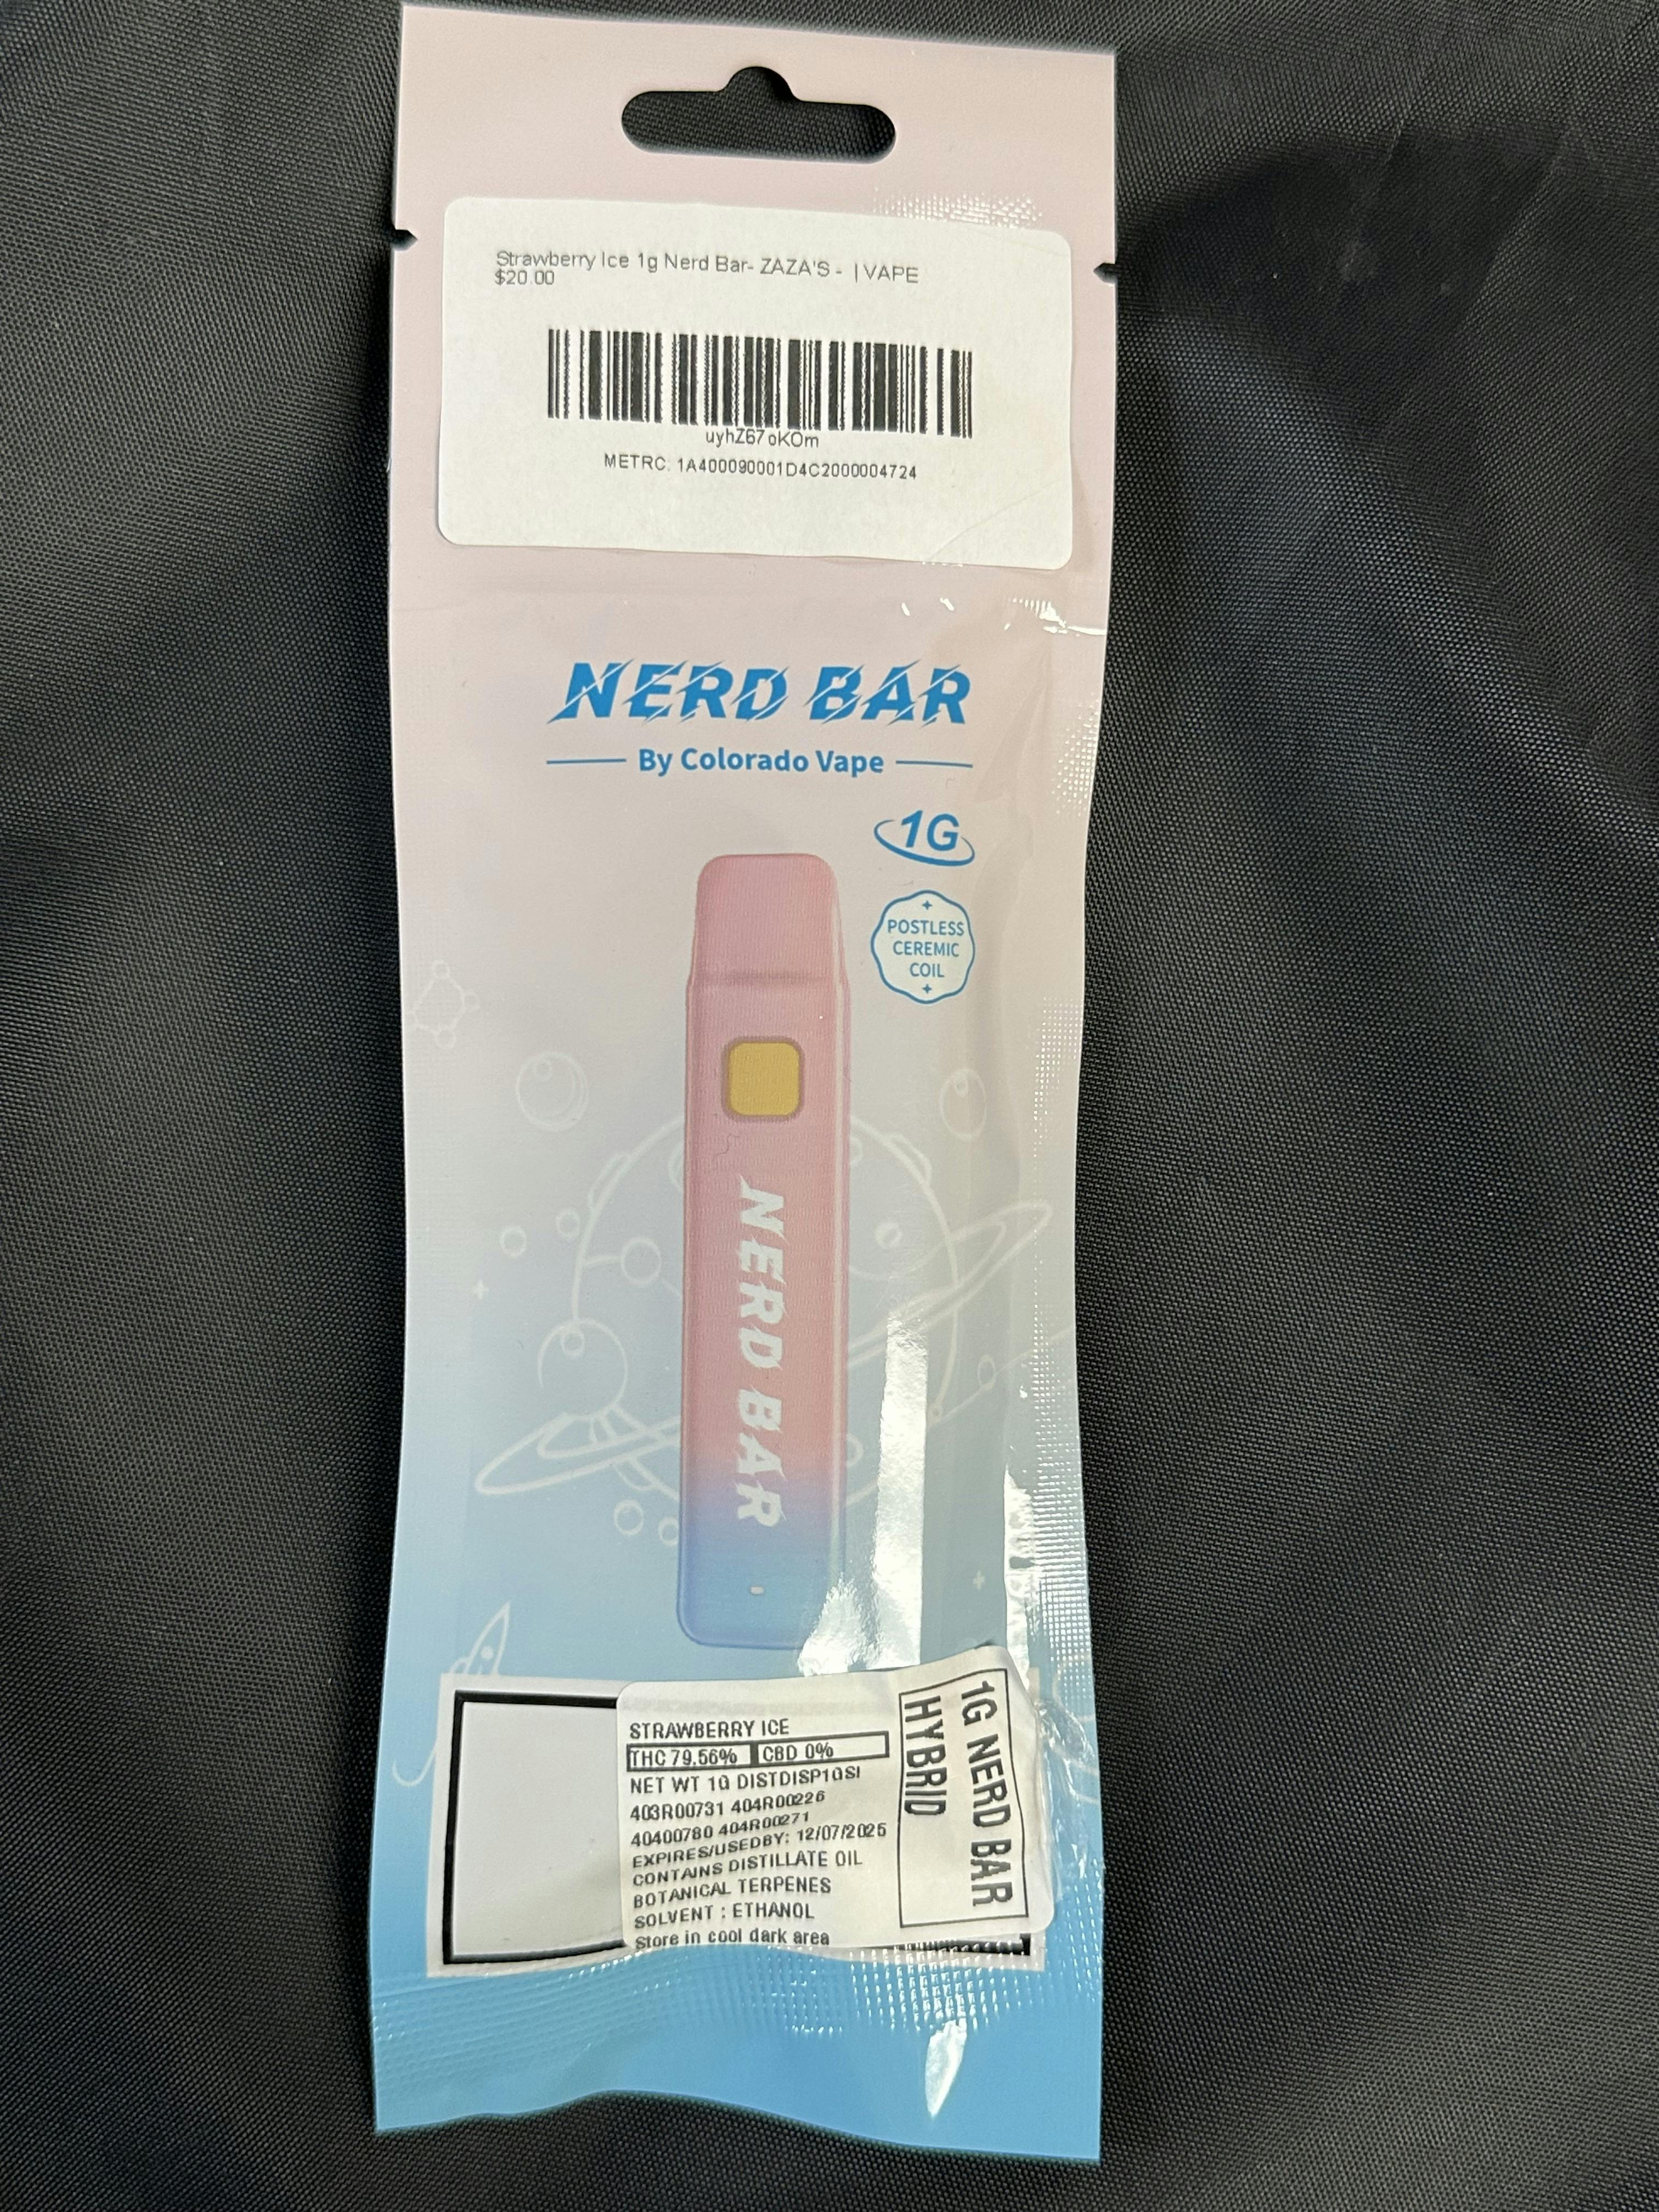 Strawberry Ice 1g Nerd Bar- ZAZA'S - | VAPE
$20.00
uyhZ67oKOm
METRC: 1A400090001D4C2000004724
NERD BAR
By Colorado Vape
1G
POSTLESS
CEREMIC
COIL
NERD BAR
STRAWBERRY ICE
THC 79.56% CBD 0%
NET WT 1G DISTDISP1GSI
403R00731 404R00226
40400780 404R00271
EXPIRES/USEDBY: 12/07/2025
CONTAINS DISTILLATE OIL
BOTANICAL TERPENES
SOLVENT : ETHANOL
Store in cool dark area
1G NERD BAR
HYBRID